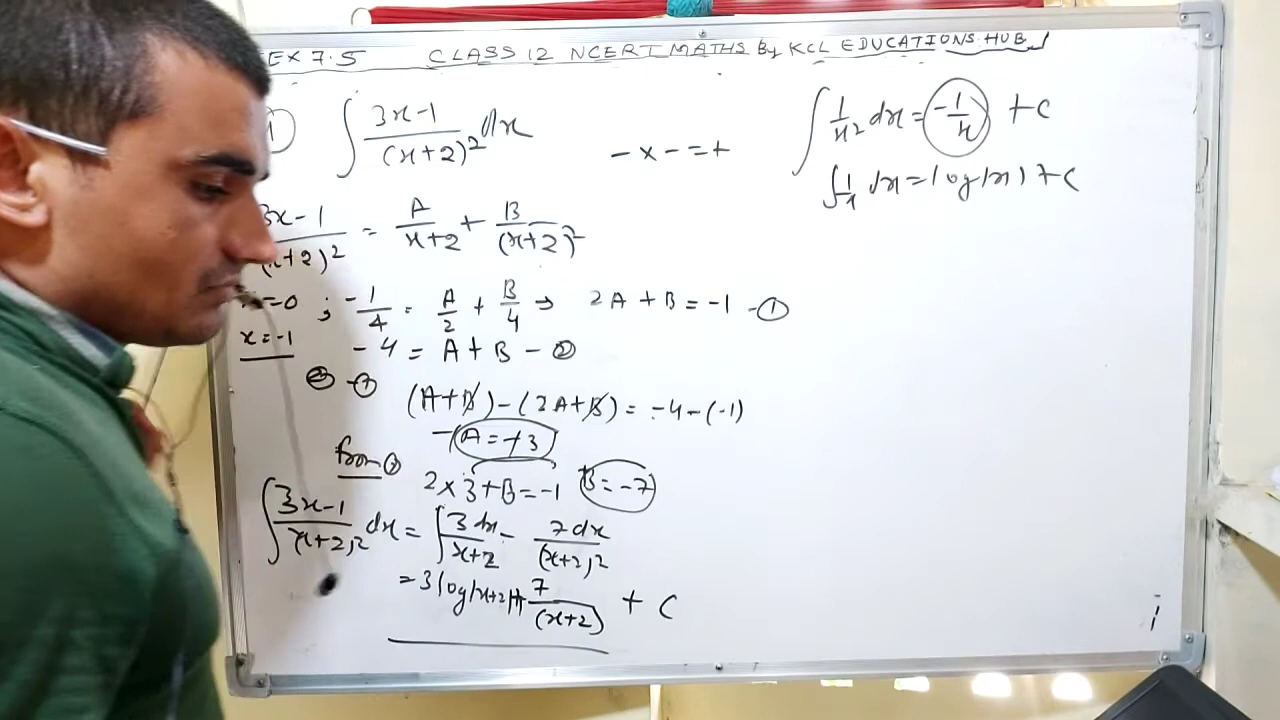 EX 7.5 CLASS 12 NCERT MATHS By KCL EDUCATIONS HUB
1) ∫ (3x-1)/(x+2)² dx
- x - = +
∫ 1/x² dx = -1/x + C
∫ 1/x dx = log|x| + C
3x-1/(x+2)² = A/(x+2) + B/(x+2)²
=0 ; -1/4 = A/2 + B/4 ⇒ 2A + B = -1 - ①
x = -1 - 4 = A + B - ②
② - ① (A+B) - (2A+B) = -4 - (-1)
- A = + 3
from ①
2 x 3 + B = -1 B = -7
∫ (3x-1)/(x+2)² dx = ∫ 3dx/(x+2) - 7dx/(x+2)²
= 3 log|x+2| + 7/(x+2) + C